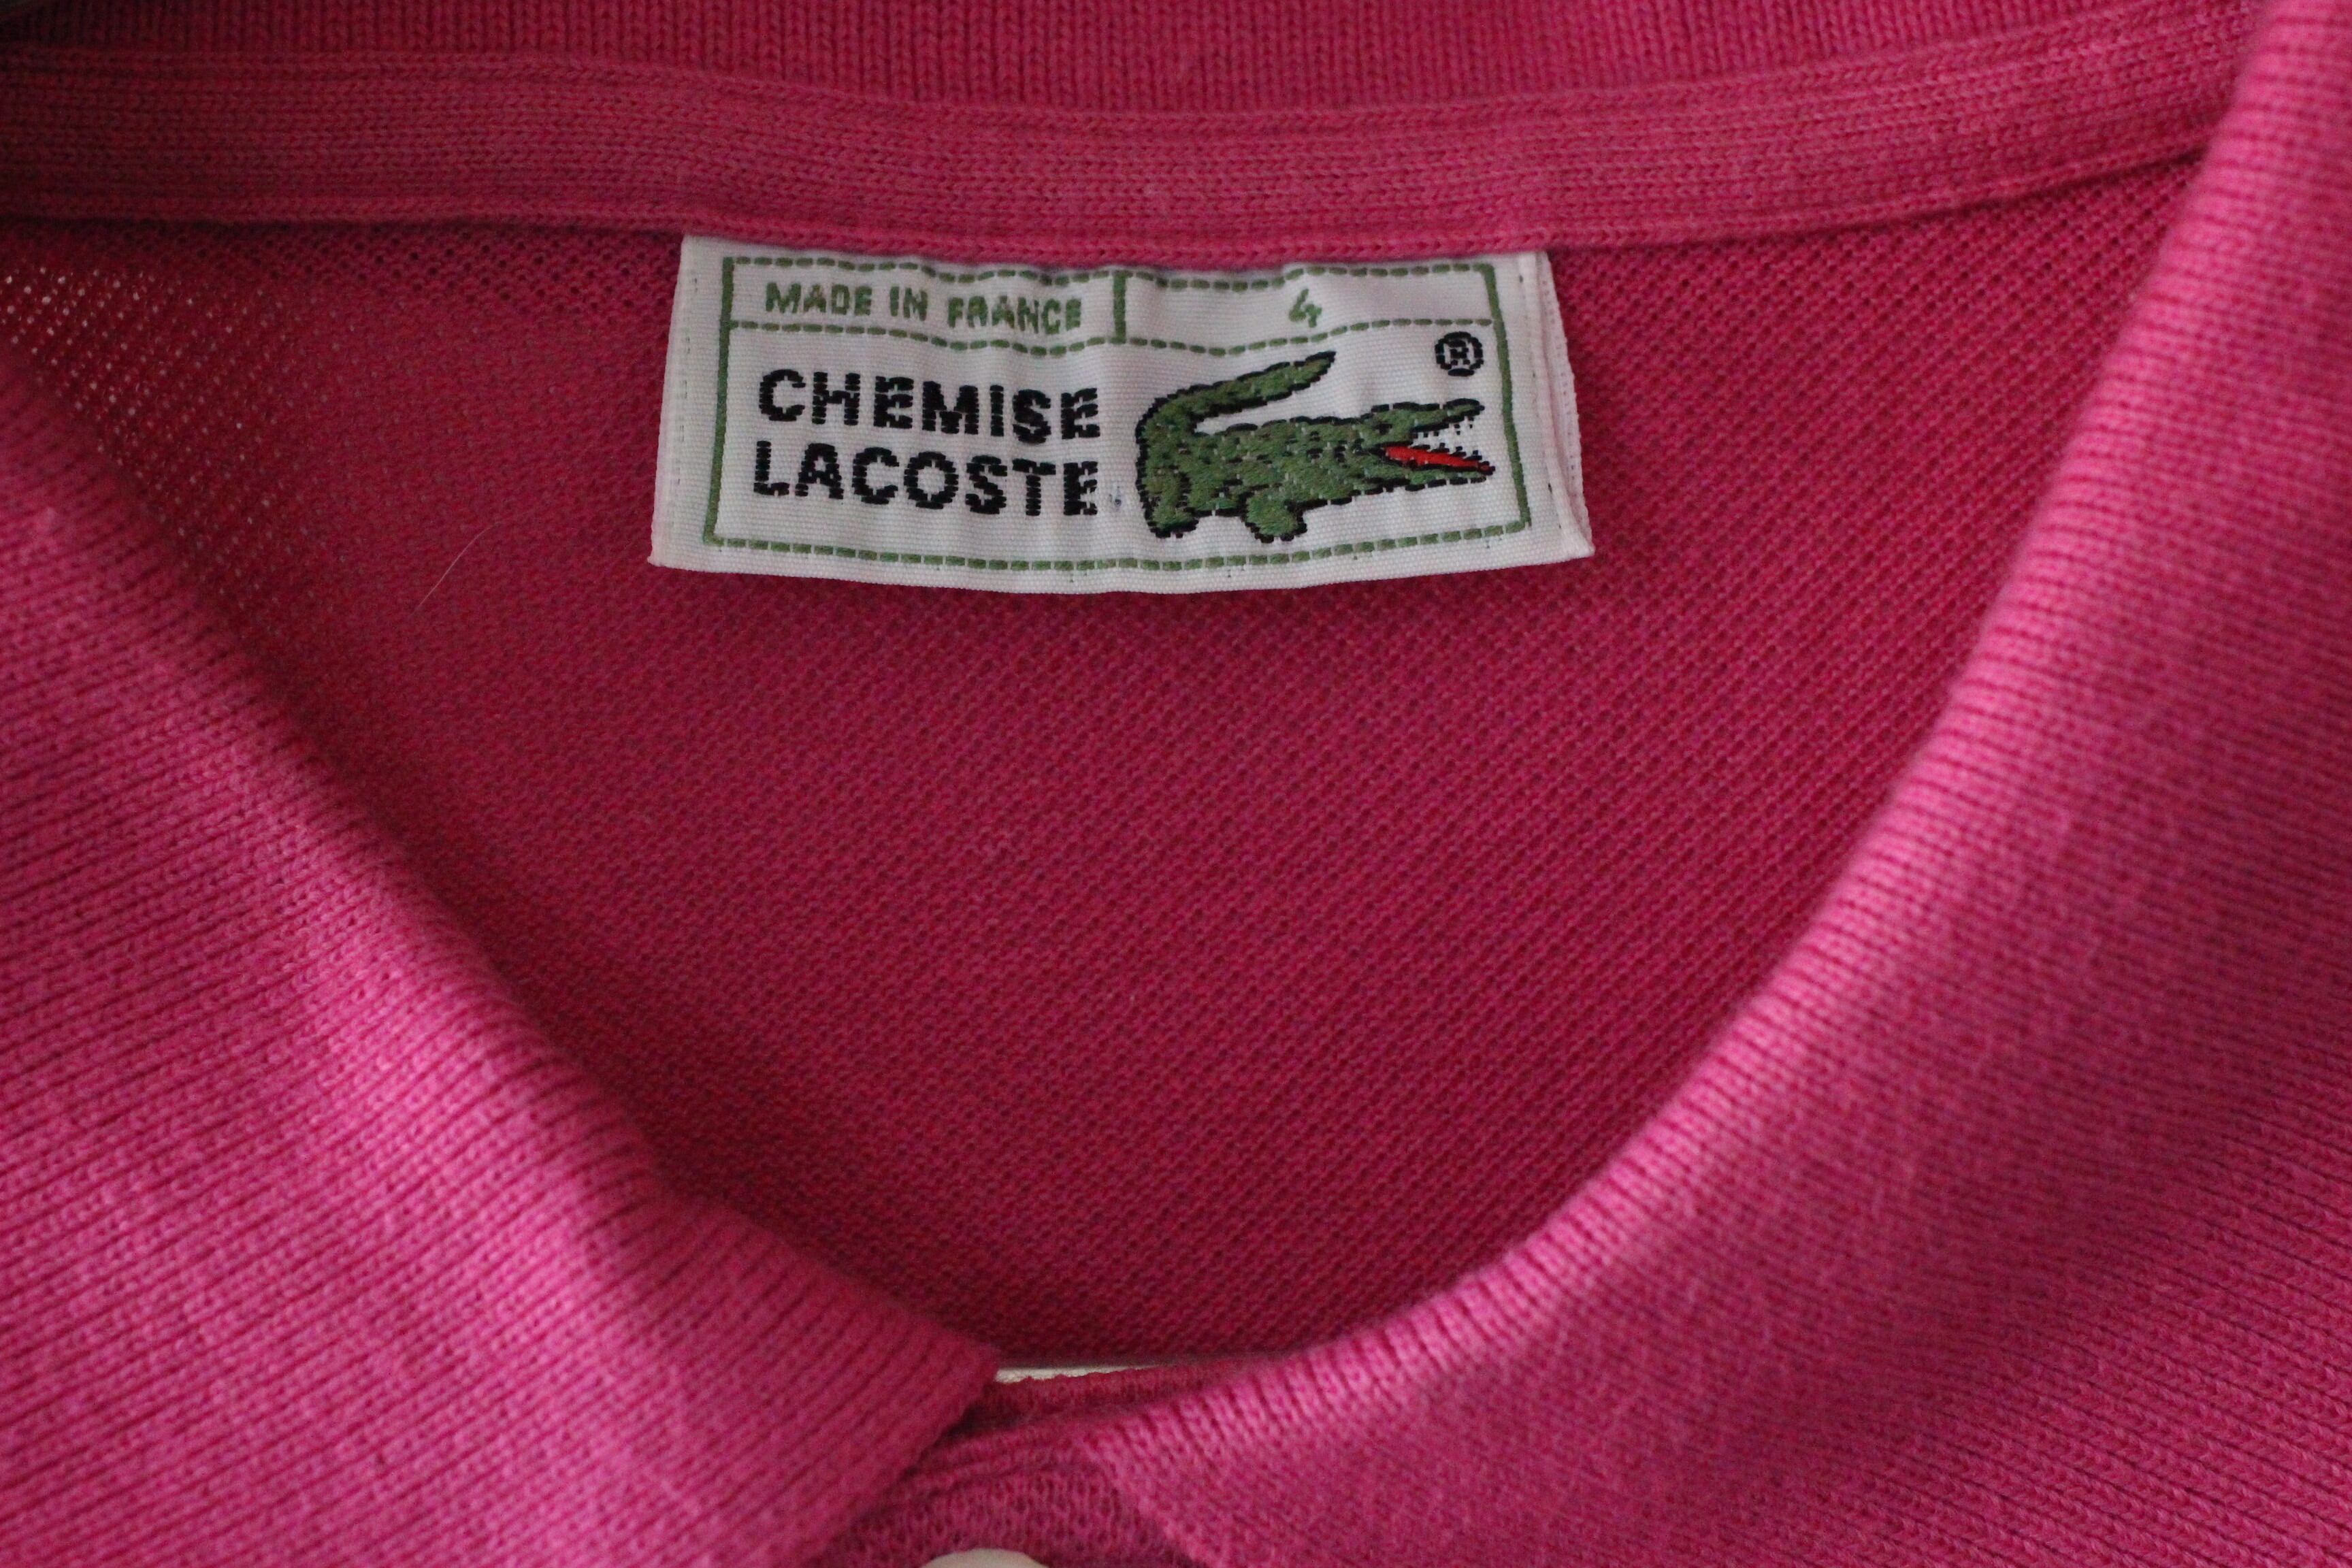 MADE IN FRANCE 4
®
CHEMISE
LACOSTE